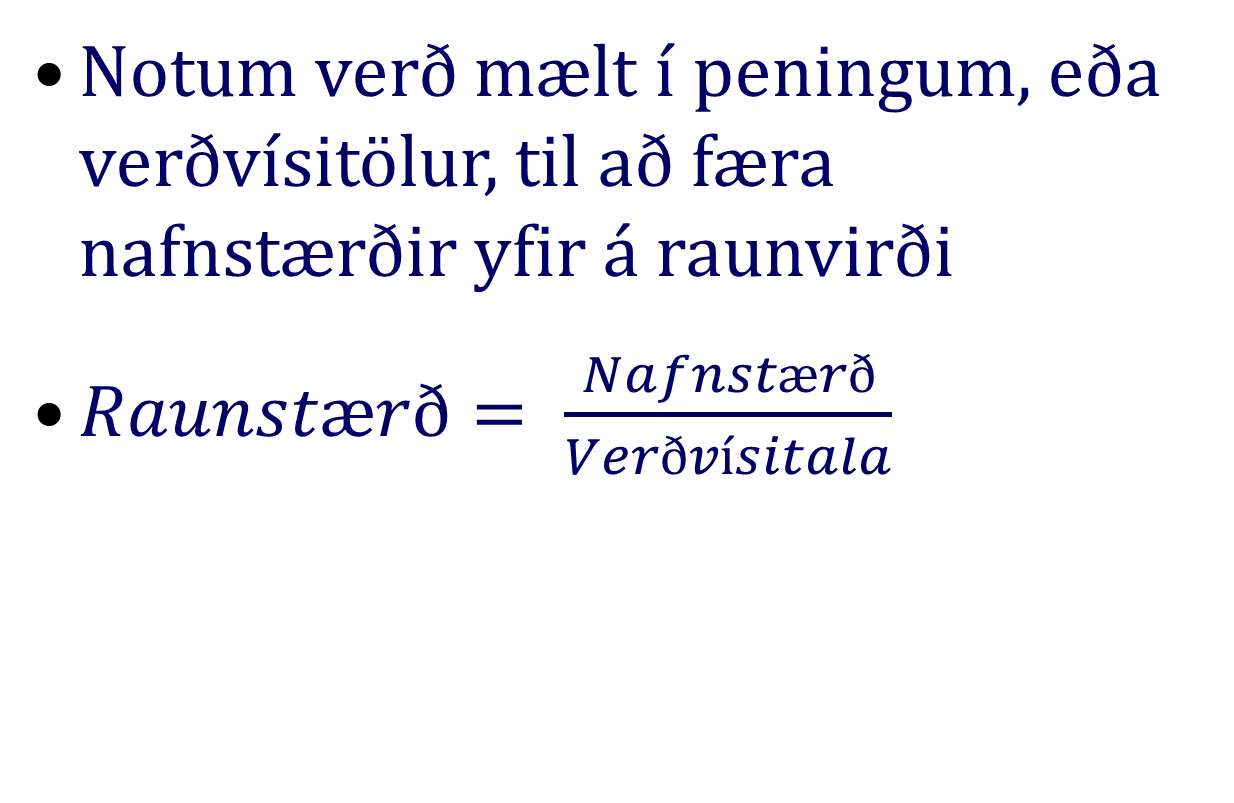 • Notum verð mælt í peningum, eða
verðvísitölur, til að færa
nafnstærðir yfir á raunvirði
• Raunstærð = Nafnstærð / Verðvísitala